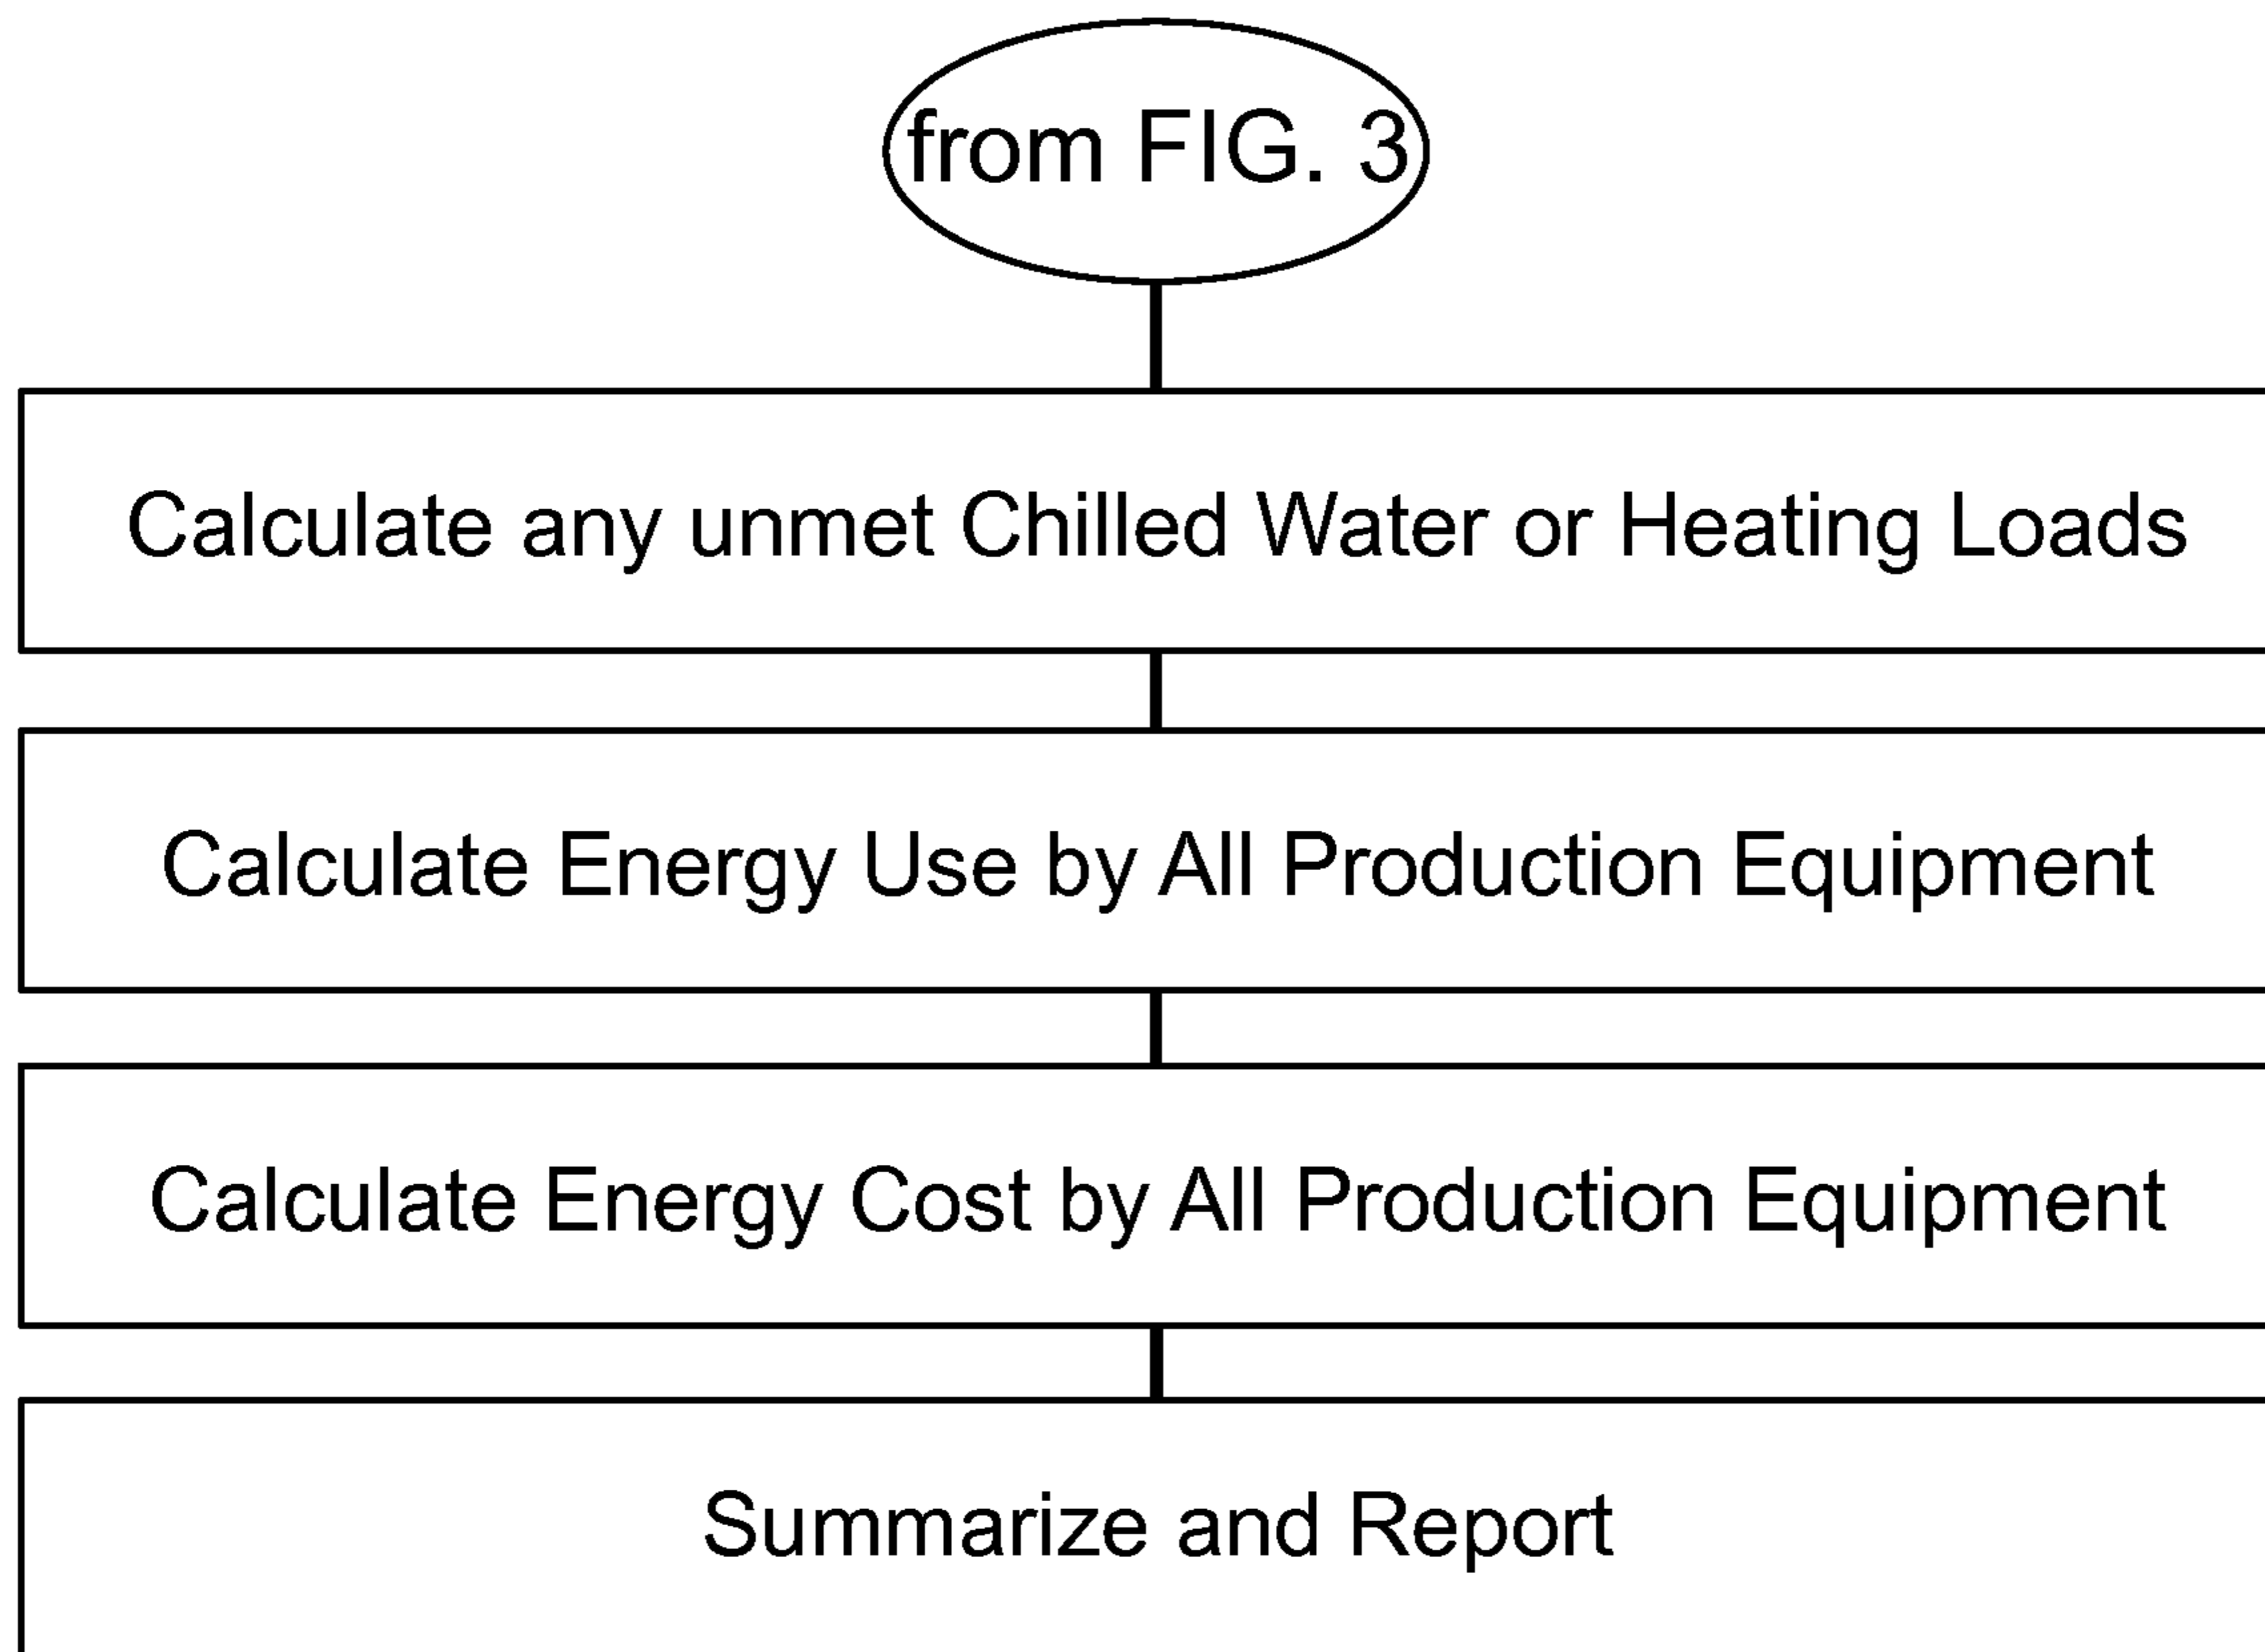 from FIG. 3
Calculate any unmet Chilled Water or Heating Loads
Calculate Energy Use by All Production Equipment
Calculate Energy Cost by All Production Equipment
Summarize and Report